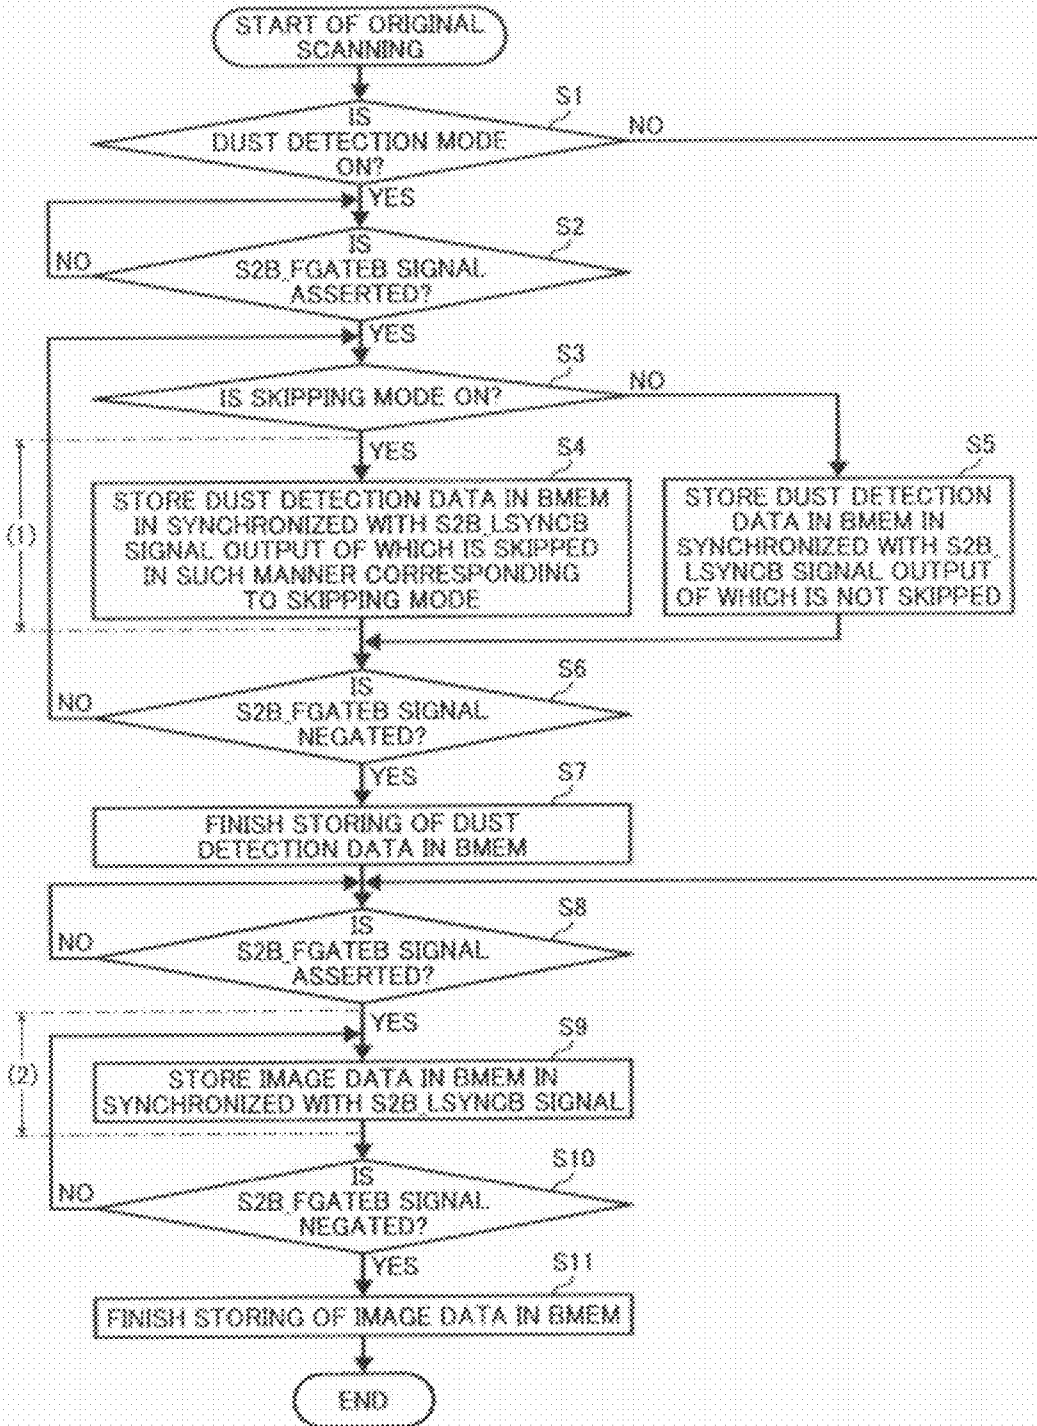 START OF ORIGINAL
SCANNING
S1
IS
DUST DETECTION MODE
ON?
NO
YES
S2
IS
S2B_FGATEB SIGNAL
ASSERTED?
NO
YES
S3
IS SKIPPING MODE ON?
NO
YES
S4
STORE DUST DETECTION DATA IN BMEM
IN SYNCHRONIZED WITH S2B_LSYNCB
SIGNAL OUTPUT OF WHICH IS SKIPPED
IN SUCH MANNER CORRESPONDING
TO SKIPPING MODE
S5
STORE DUST DETECTION
DATA IN BMEM IN
SYNCHRONIZED WITH S2B_
LSYNCB SIGNAL OUTPUT
OF WHICH IS NOT SKIPPED
(1)
S6
IS
S2B_FGATEB SIGNAL
NEGATED?
NO
YES
S7
FINISH STORING OF DUST
DETECTION DATA IN BMEM
S8
IS
S2B_FGATEB SIGNAL
ASSERTED?
NO
YES
(2)
S9
STORE IMAGE DATA IN BMEM IN
SYNCHRONIZED WITH S2B_LSYNCB SIGNAL
S10
IS
S2B_FGATEB SIGNAL
NEGATED?
NO
YES
S11
FINISH STORING OF IMAGE DATA IN BMEM
END